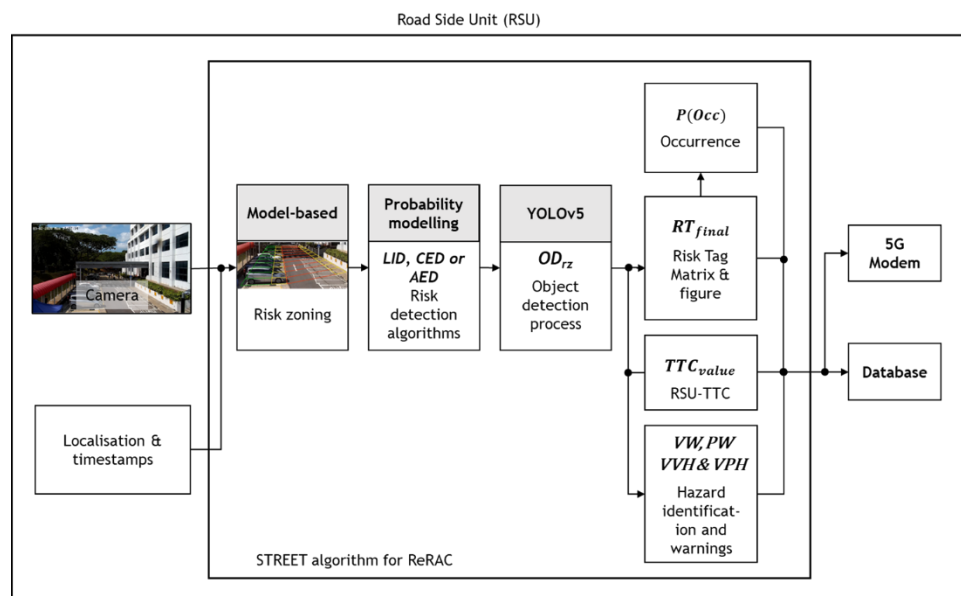 Road Side Unit (RSU)
P(Occ)
Occurrence
Model-based
Risk zoning
Probability
modelling
LID, CED or
AED
Risk
detection
algorithms
YOLOv5
OD_rz
Object
detection
process
RT_final
Risk Tag
Matrix &
figure
5G
Modem
Camera
TTC_value
RSU-TTC
Database
Localisation &
timestamps
VW, PW
VVH & VPH
Hazard
identificat-
ion and
warnings
STREET algorithm for ReRAC